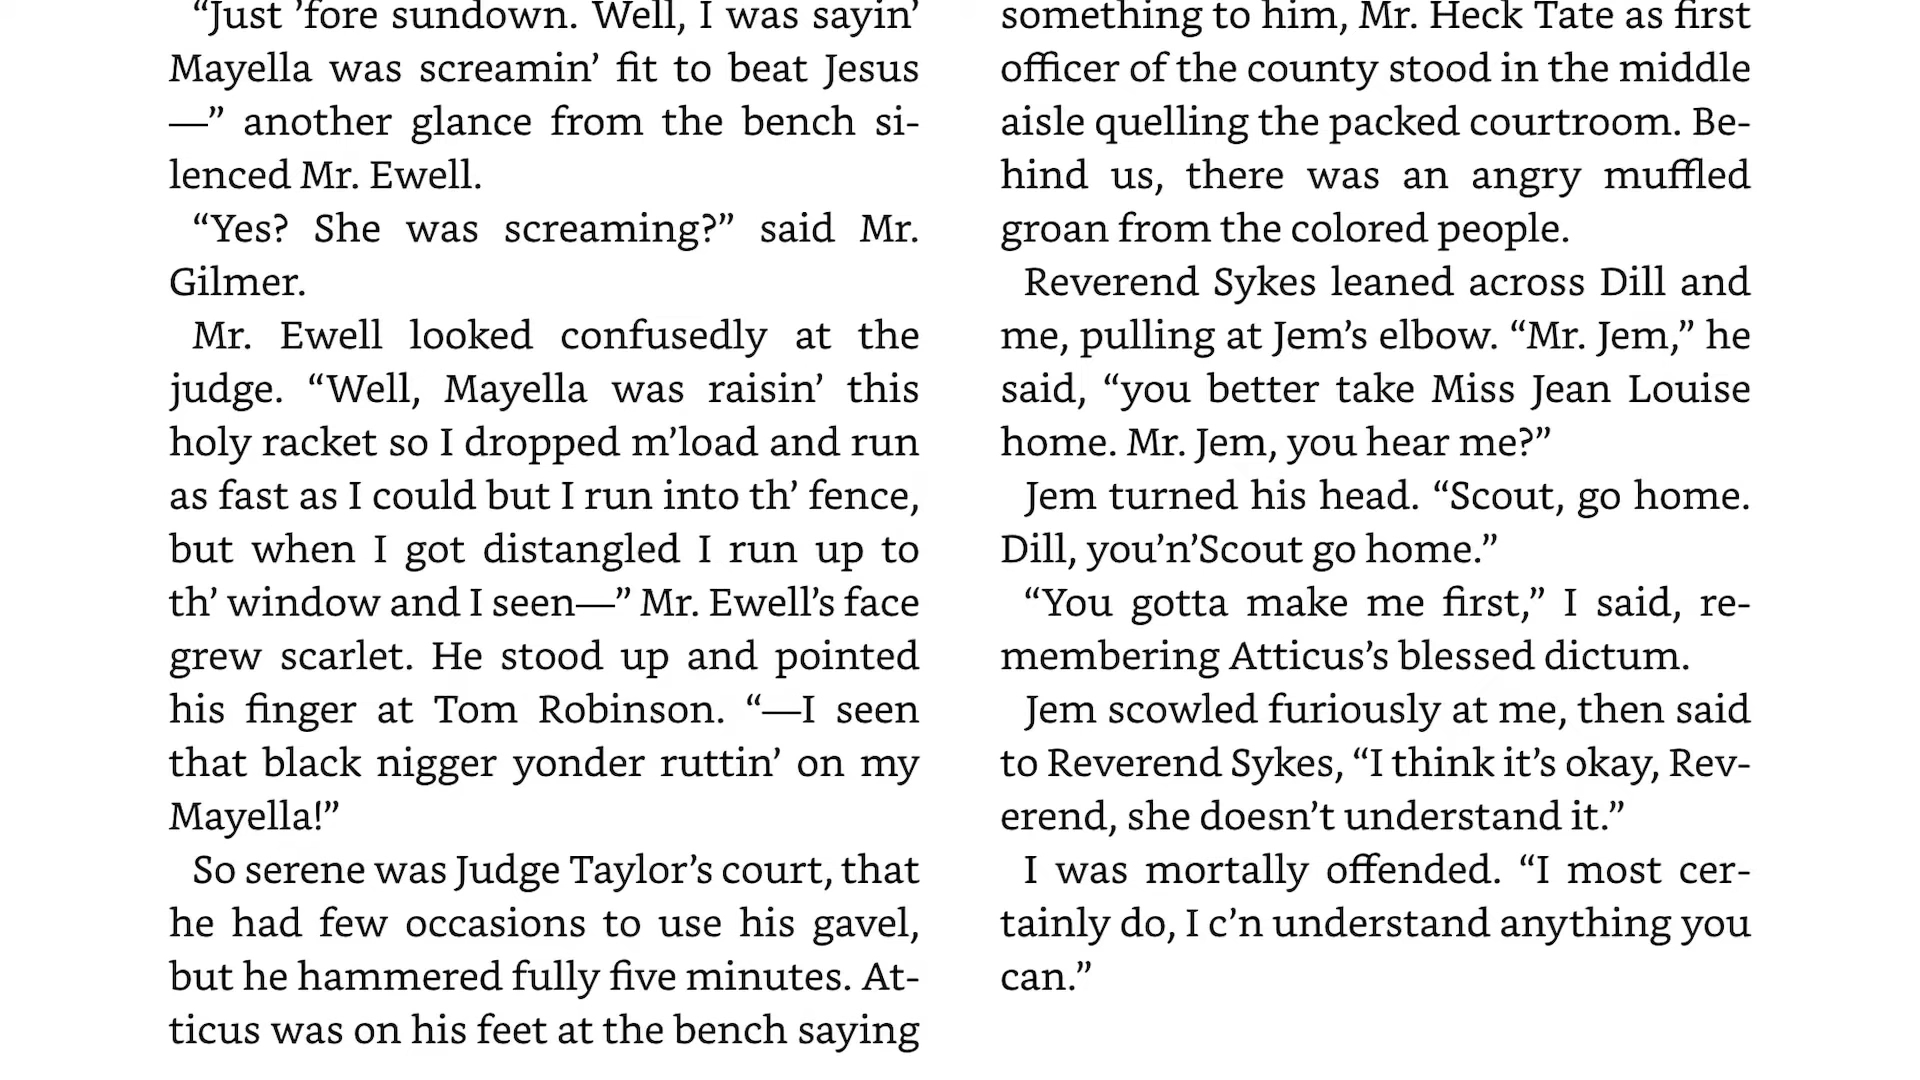 “Just ’fore sundown. Well, I was sayin’
Mayella was screamin’ fit to beat Jesus
—” another glance from the bench si-
lenced Mr. Ewell.
“Yes? She was screaming?” said Mr.
Gilmer.
Mr. Ewell looked confusedly at the
judge. “Well, Mayella was raisin’ this
holy racket so I dropped m’load and run
as fast as I could but I run into th’ fence,
but when I got distangled I run up to
th’ window and I seen—” Mr. Ewell’s face
grew scarlet. He stood up and pointed
his finger at Tom Robinson. “—I seen
that black nigger yonder ruttin’ on my
Mayella!”
So serene was Judge Taylor’s court, that
he had few occasions to use his gavel,
but he hammered fully five minutes. At-
ticus was on his feet at the bench saying
something to him, Mr. Heck Tate as first
officer of the county stood in the middle
aisle quelling the packed courtroom. Be-
hind us, there was an angry muffled
groan from the colored people.
Reverend Sykes leaned across Dill and
me, pulling at Jem’s elbow. “Mr. Jem,” he
said, “you better take Miss Jean Louise
home. Mr. Jem, you hear me?”
Jem turned his head. “Scout, go home.
Dill, you’n’Scout go home.”
“You gotta make me first,” I said, re-
membering Atticus’s blessed dictum.
Jem scowled furiously at me, then said
to Reverend Sykes, “I think it’s okay, Rev-
erend, she doesn’t understand it.”
I was mortally offended. “I most cer-
tainly do, I c’n understand anything you
can.”